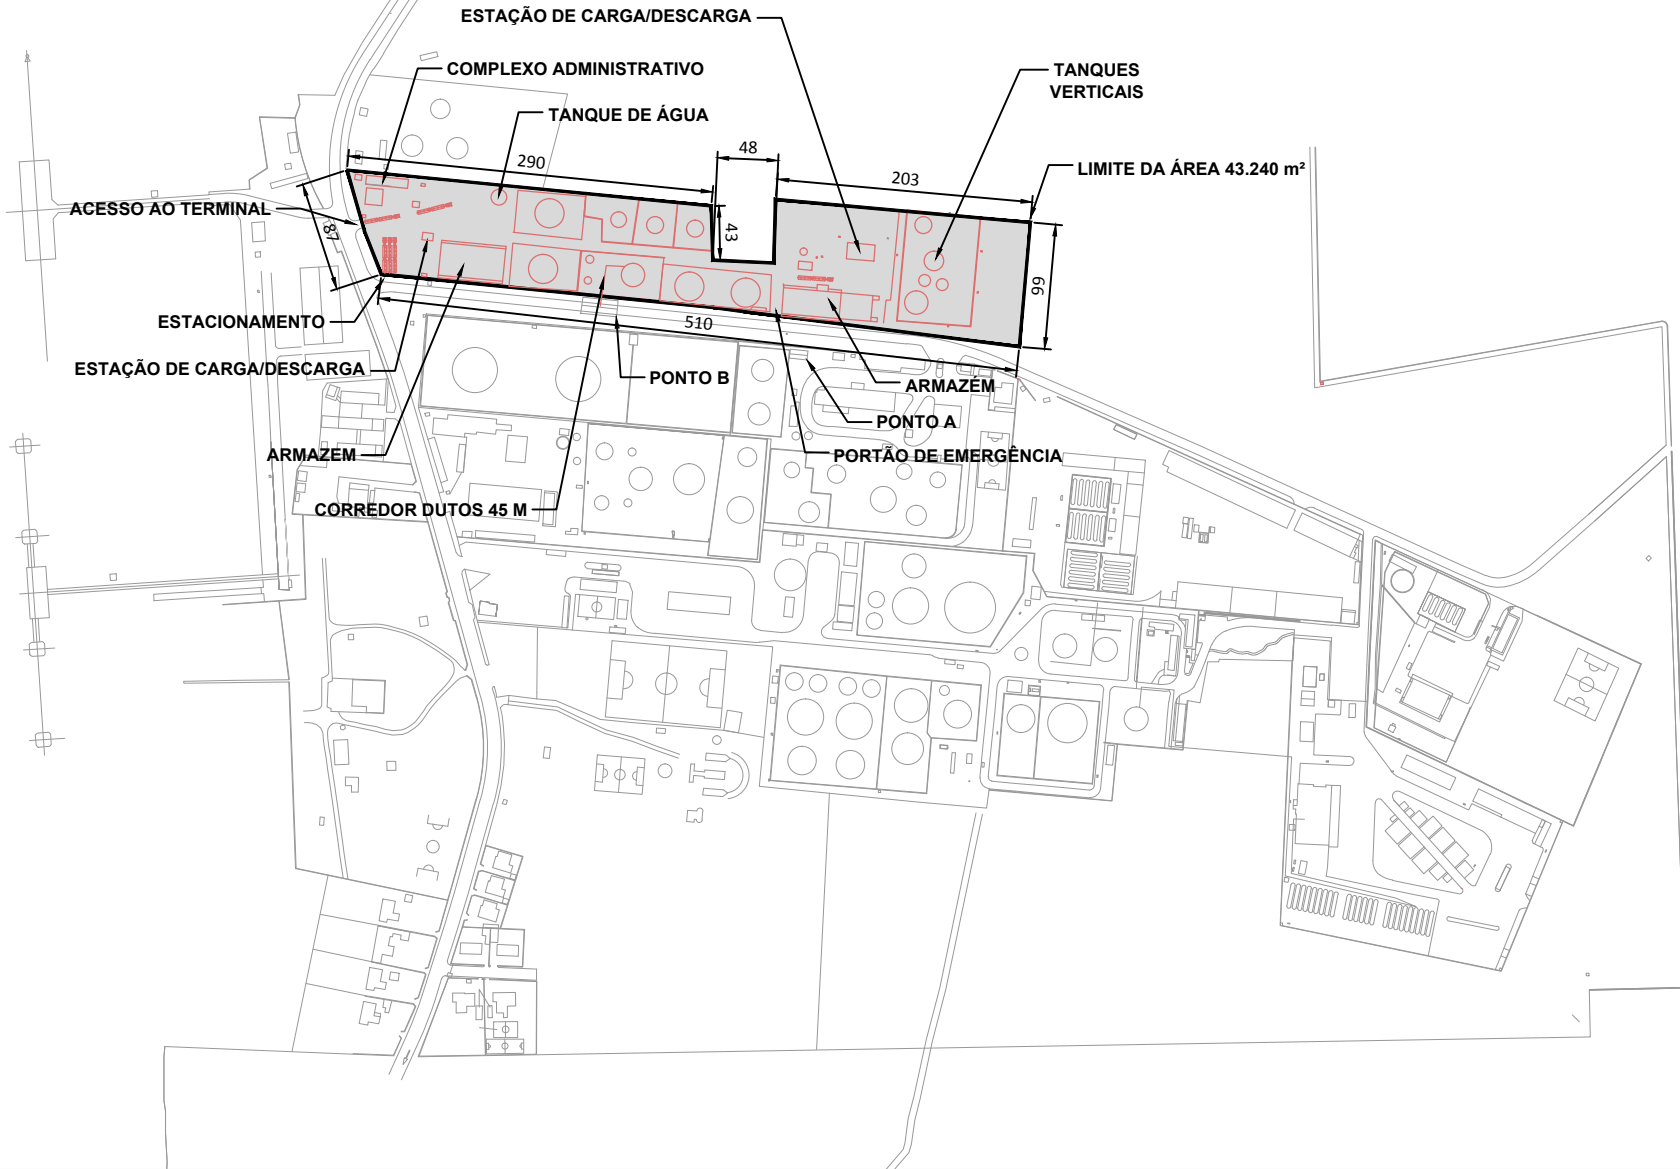 ESTAÇÃO DE CARGA/DESCARGA
COMPLEXO ADMINISTRATIVO
TANQUES
VERTICAIS
TANQUE DE ÁGUA
290
48
203
LIMITE DA ÁREA 43.240 m²
ACESSO AO TERMINAL
87
43
99
ESTACIONAMENTO
510
ESTAÇÃO DE CARGA/DESCARGA
PONTO B
ARMAZÉM
PONTO A
ARMAZEM
PORTÃO DE EMERGÊNCIA
CORREDOR DUTOS 45 M